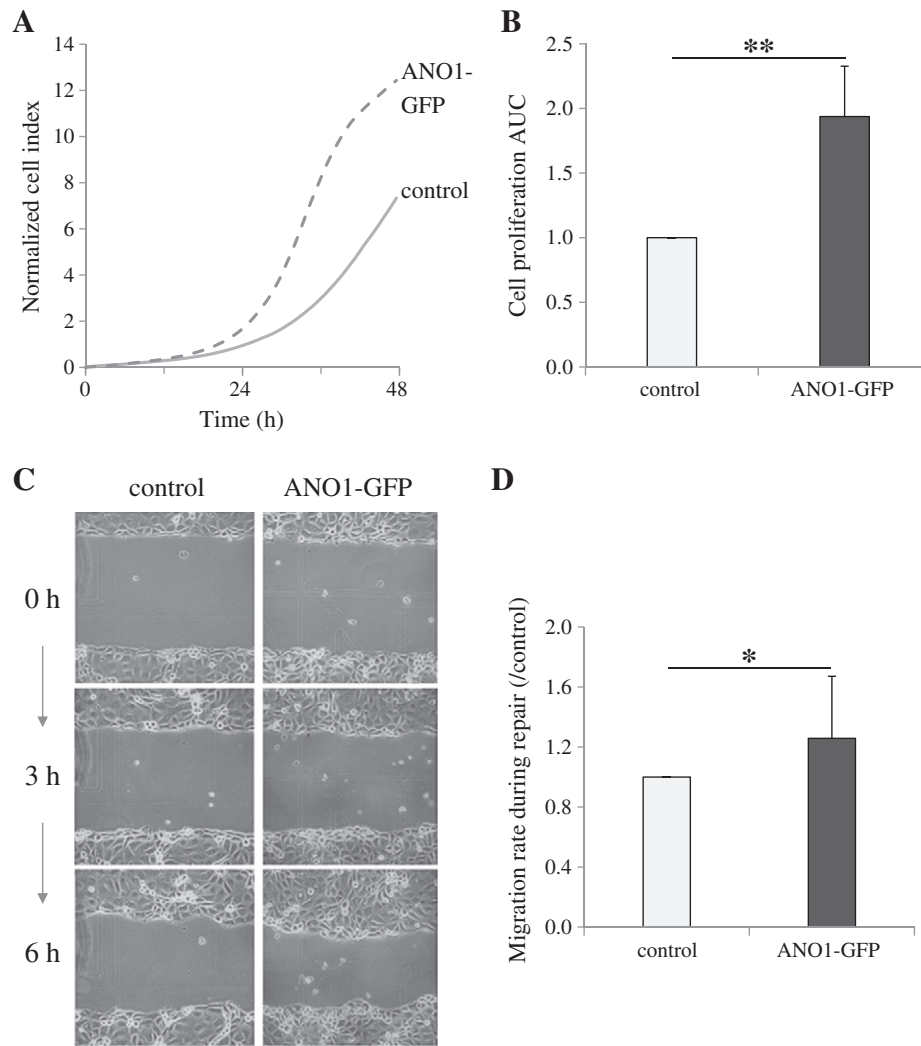 A
Normalized cell index
14
12
10
8
6
4
2
0
0
24
48
Time (h)
ANO1-
GFP
control
B
Cell proliferation AUC
2.5
2.0
1.5
1.0
0.5
0.0
**
control
ANO1-GFP
C
control
ANO1-GFP
0 h
3 h
6 h
D
Migration rate during repair (/control)
2.0
1.6
1.2
0.8
0.4
0.0
*
control
ANO1-GFP